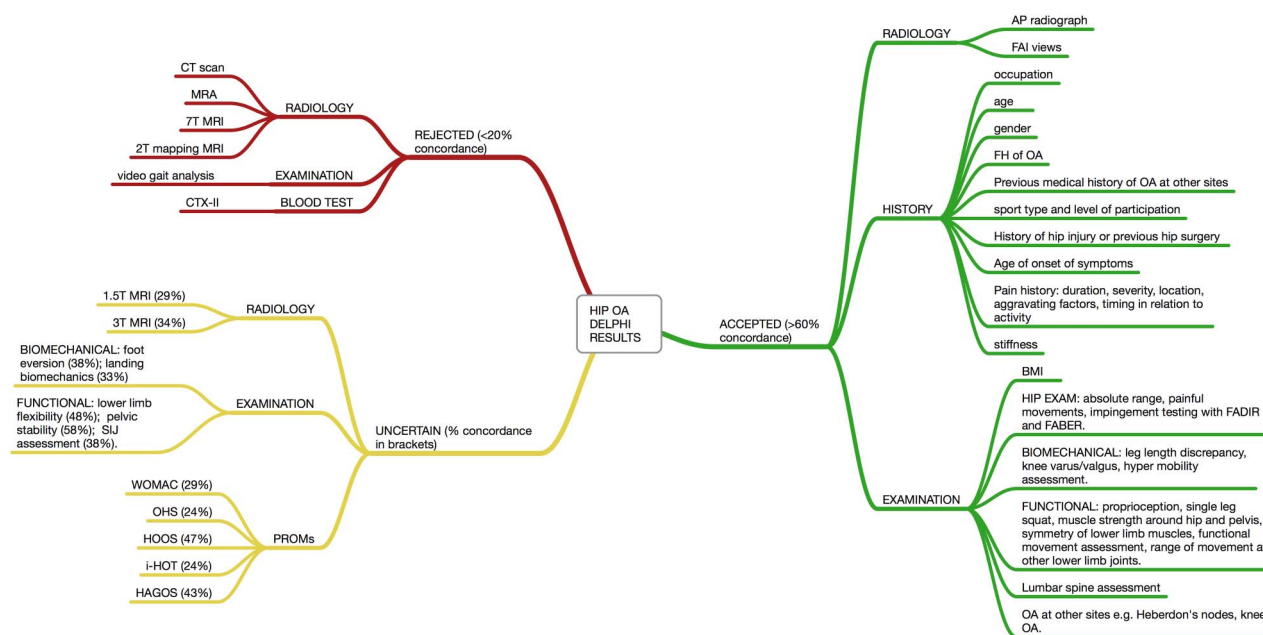 CT scan
MRA
7T MRI
2T mapping MRI
RADIOLOGY
video gait analysis
EXAMINATION
CTX-II
BLOOD TEST
REJECTED (<20%
concordance)
1.5T MRI (29%)
3T MRI (34%)
RADIOLOGY
BIOMECHANICAL: foot
eversion (38%); landing
biomechanics (33%)
FUNCTIONAL: lower limb
flexibility (48%); pelvic
stability (58%); SIJ
assessment (38%).
EXAMINATION
WOMAC (29%)
OHS (24%)
HOOS (47%)
i-HOT (24%)
HAGOS (43%)
PROMs
UNCERTAIN (% concordance
in brackets)
HIP OA
DELPHI
RESULTS
ACCEPTED (>60%
concordance)
RADIOLOGY
AP radiograph
FAI views
HISTORY
occupation
age
gender
FH of OA
Previous medical history of OA at other sites
sport type and level of participation
History of hip injury or previous hip surgery
Age of onset of symptoms
Pain history: duration, severity, location,
aggravating factors, timing in relation to
activity
stiffness
EXAMINATION
BMI
HIP EXAM: absolute range, painful
movements, impingement testing with FADIR
and FABER.
BIOMECHANICAL: leg length discrepancy,
knee varus/valgus, hyper mobility
assessment.
FUNCTIONAL: proprioception, single leg
squat, muscle strength around hip and pelvis,
symmetry of lower limb muscles, functional
movement assessment, range of movement a
other lower limb joints.
Lumbar spine assessment
OA at other sites e.g. Heberdon's nodes, knee
OA.